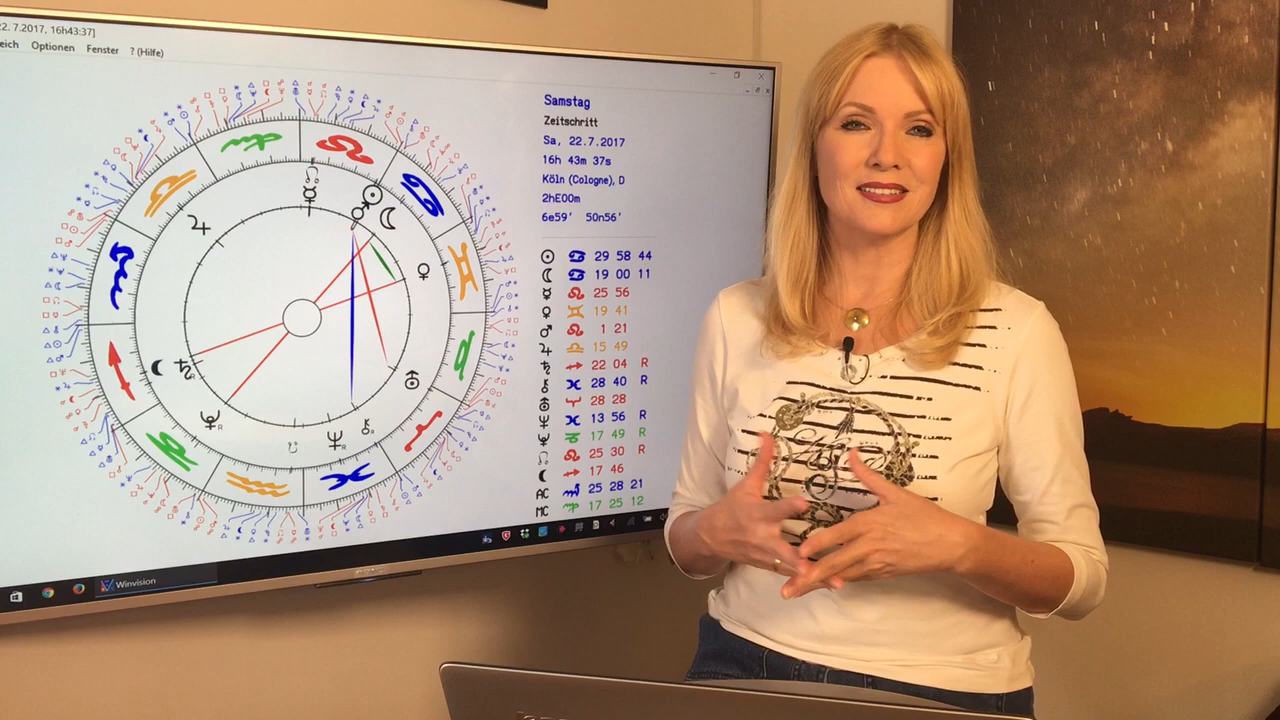 22.7.2017, 16h43:37]
eich Optionen Fenster ? (Hilfe)
Samstag
Zeitschritt
Sa, 22.7.2017
16h 43m 37s
Köln (Cologne), D
2hE00m
6e59' 50n56'
☉ ♋ 29 58 44
☾ ♋ 19 00 11
☿ ♌ 25 56
♀ ♊ 19 41
♂ ♌ 1 21
♃ ♎ 15 49
♄ ♐ 22 04 R
⚷ ♓ 28 40 R
♅ ♈ 28 28
♆ ♓ 13 56 R
♇ ♑ 17 49 R
☊ ♌ 25 30 R
⚸ ♐ 17 46
AC ♏ 25 28 21
MC ♍ 17 25 12
Winvision